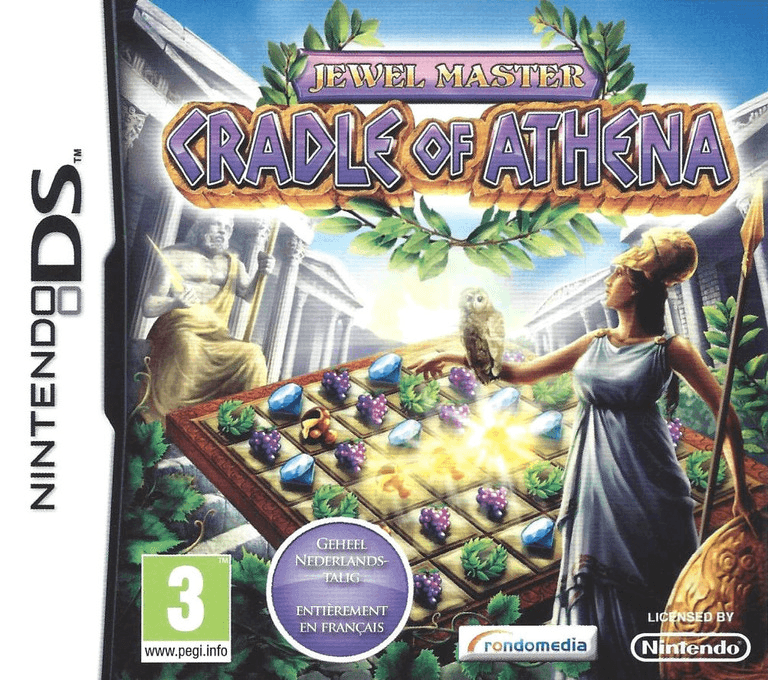 JEWEL MASTER
CRADLE OF ATHENA
NINTENDO DS™
GEHEEL
NEDERLANDS-
TALIG
ENTIÈREMENT
EN FRANÇAIS
3™
www.pegi.info
rondomedia
LICENSED BY
Nintendo®